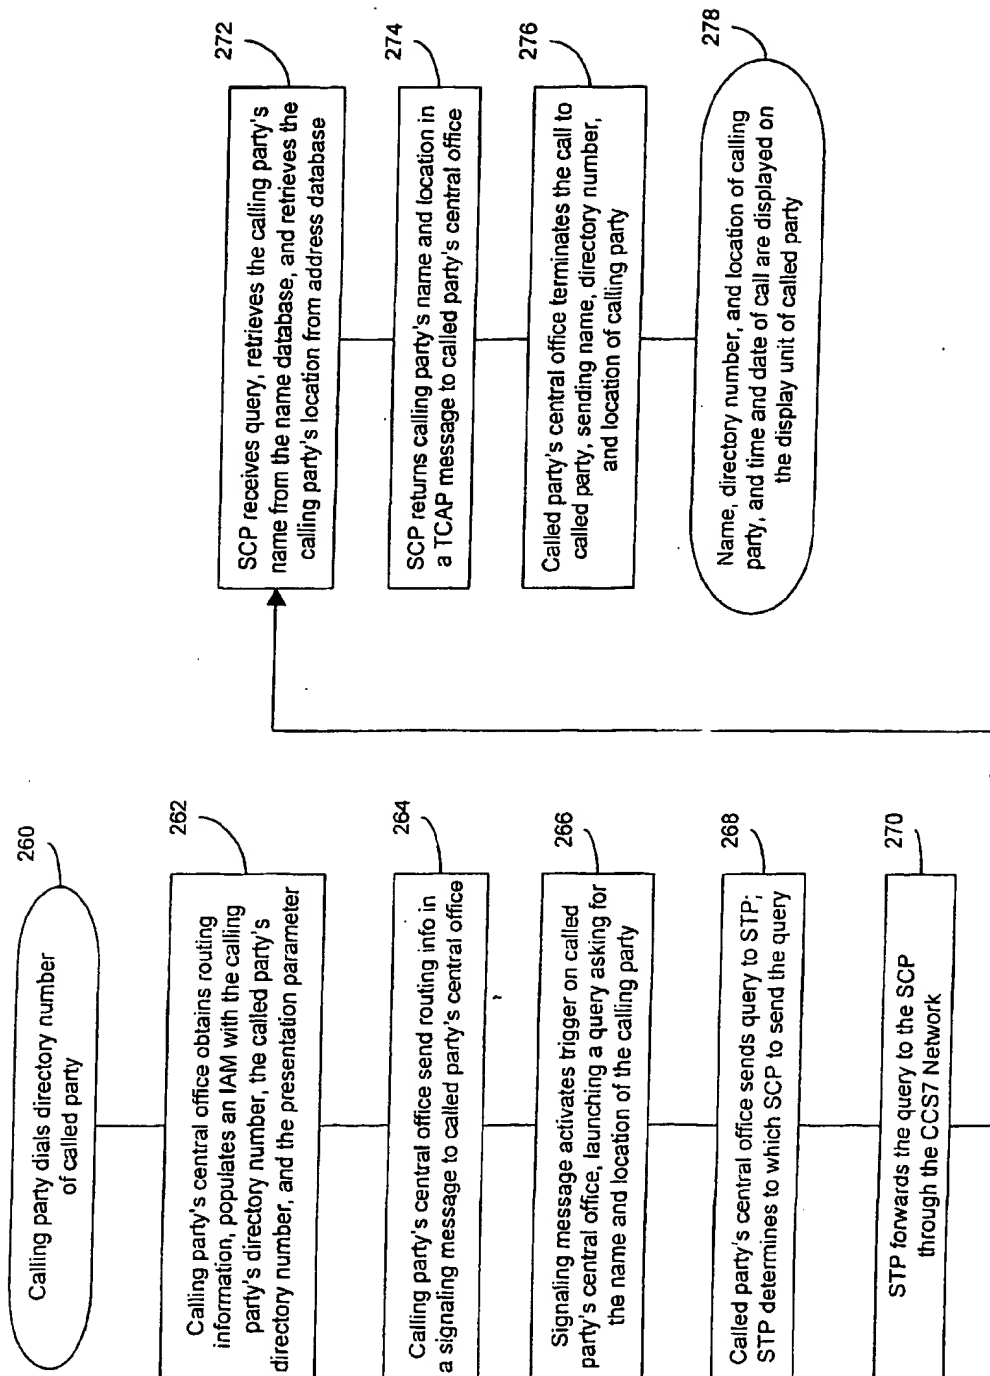 260
Calling party dials directory number
of called party
262
Calling party's central office obtains routing
information, populates an IAM with the calling
party's directory number, the called party's
directory number, and the presentation parameter
264
Calling party's central office send routing info in
a signaling message to called party's central office
266
Signaling message activates trigger on called
party's central office, launching a query asking for
the name and location of the calling party
268
Called party's central office sends query to STP;
STP determines to which SCP to send the query
270
STP forwards the query to the SCP
through the CCS7 Network
272
SCP receives query, retrieves the calling party's
name from the name database, and retrieves the
calling party's location from address database
274
SCP returns calling party's name and location in
a TCAP message to called party's central office
276
Called party's central office terminates the call to
called party, sending name, directory number,
and location of calling party
278
Name, directory number, and location of calling
party, and time and date of call are displayed on
the display unit of called party